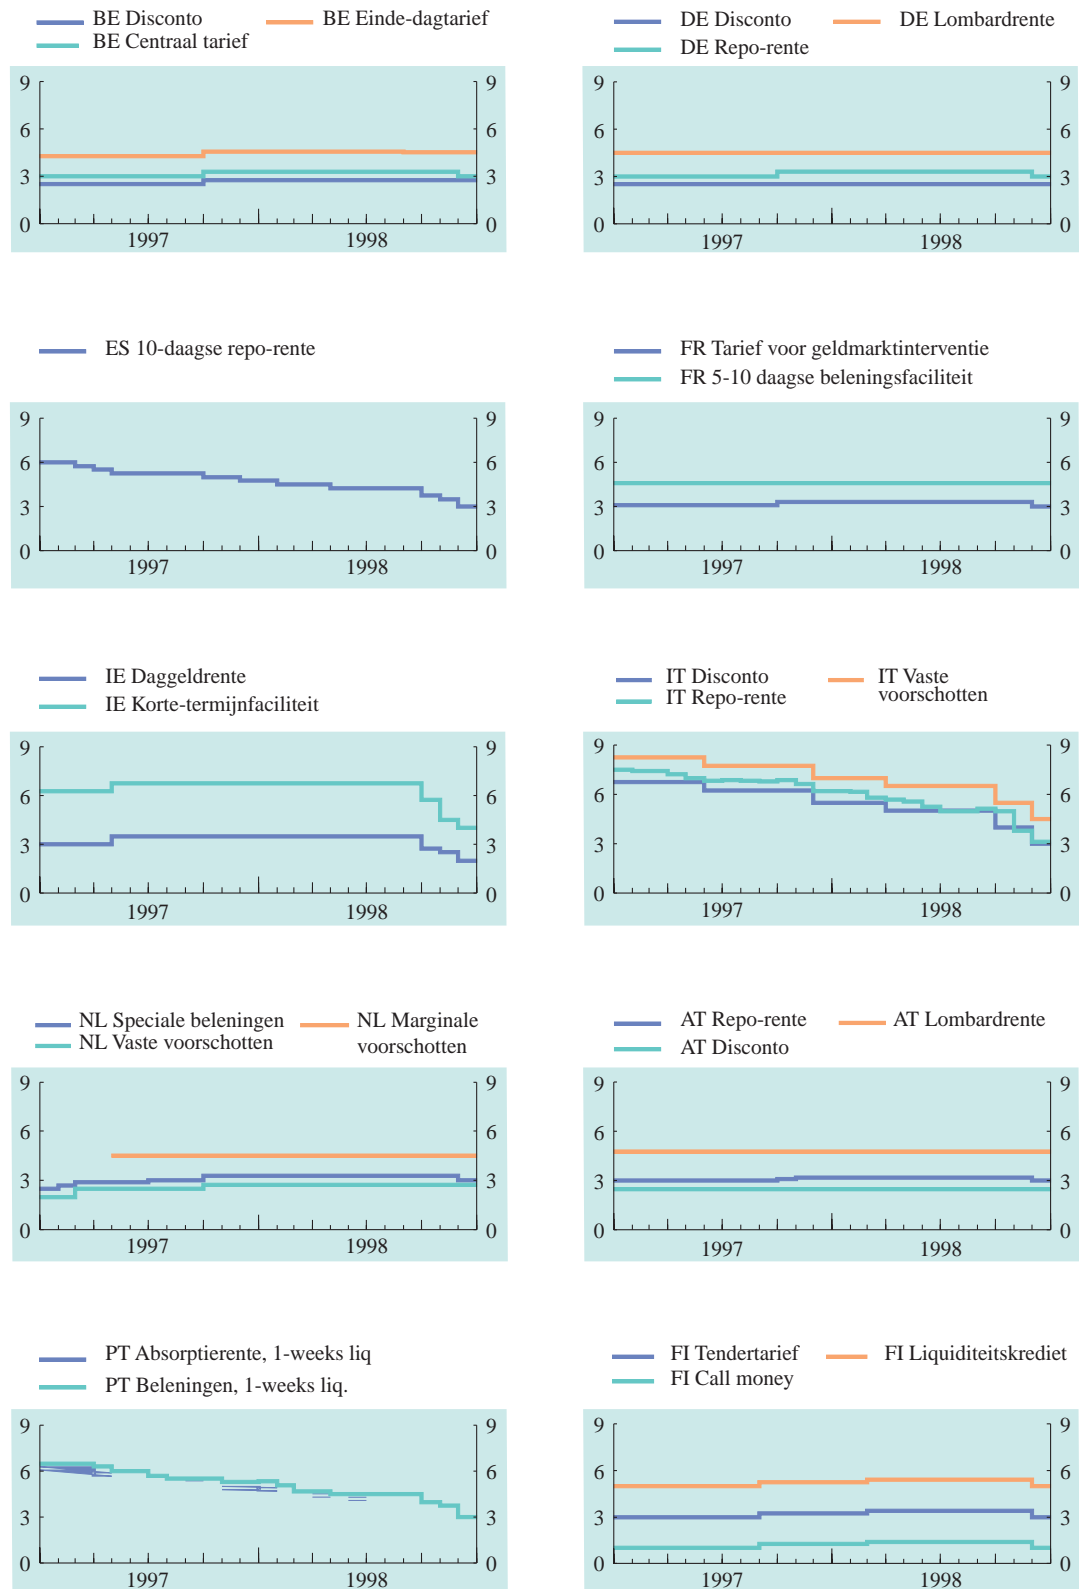 BE Disconto
BE Einde-dagtarief
BE Centraal tarief
9 9
6 6
3 3
0 0
1997 1998
DE Disconto
DE Lombardrente
DE Repo-rente
9 9
6 6
3 3
0 0
1997 1998
ES 10-daagse repo-rente
9 9
6 6
3 3
0 0
1997 1998
FR Tarief voor geldmarktinterventie
FR 5-10 daagse beleningsfaciliteit
9 9
6 6
3 3
0 0
1997 1998
IE Daggeldrente
IE Korte-termijnfaciliteit
9 9
6 6
3 3
0 0
1997 1998
IT Disconto
IT Vaste
voorschotten
IT Repo-rente
9 9
6 6
3 3
0 0
1997 1998
NL Speciale beleningen
NL Marginale
voorschotten
NL Vaste voorschotten
9 9
6 6
3 3
0 0
1997 1998
AT Repo-rente
AT Lombardrente
AT Disconto
9 9
6 6
3 3
0 0
1997 1998
PT Absorptierente, 1-weeks liq
PT Beleningen, 1-weeks liq.
9 9
6 6
3 3
0 0
1997 1998
FI Tendertarief
FI Liquiditeitskrediet
FI Call money
9 9
6 6
3 3
0 0
1997 1998